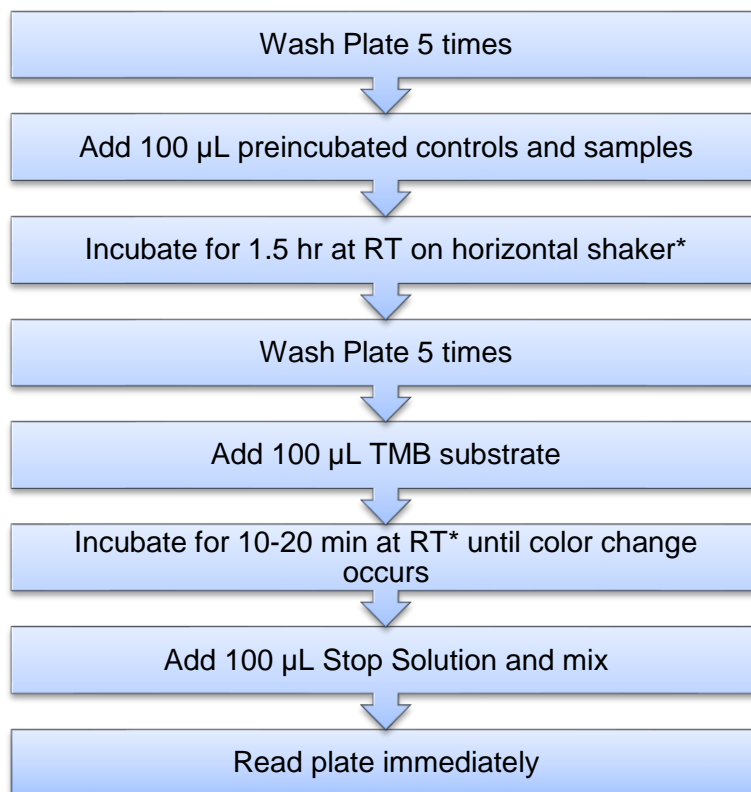 Wash Plate 5 times
Add 100 µL preincubated controls and samples
Incubate for 1.5 hr at RT on horizontal shaker*
Wash Plate 5 times
Add 100 µL TMB substrate
Incubate for 10-20 min at RT* until color change
occurs
Add 100 µL Stop Solution and mix
Read plate immediately